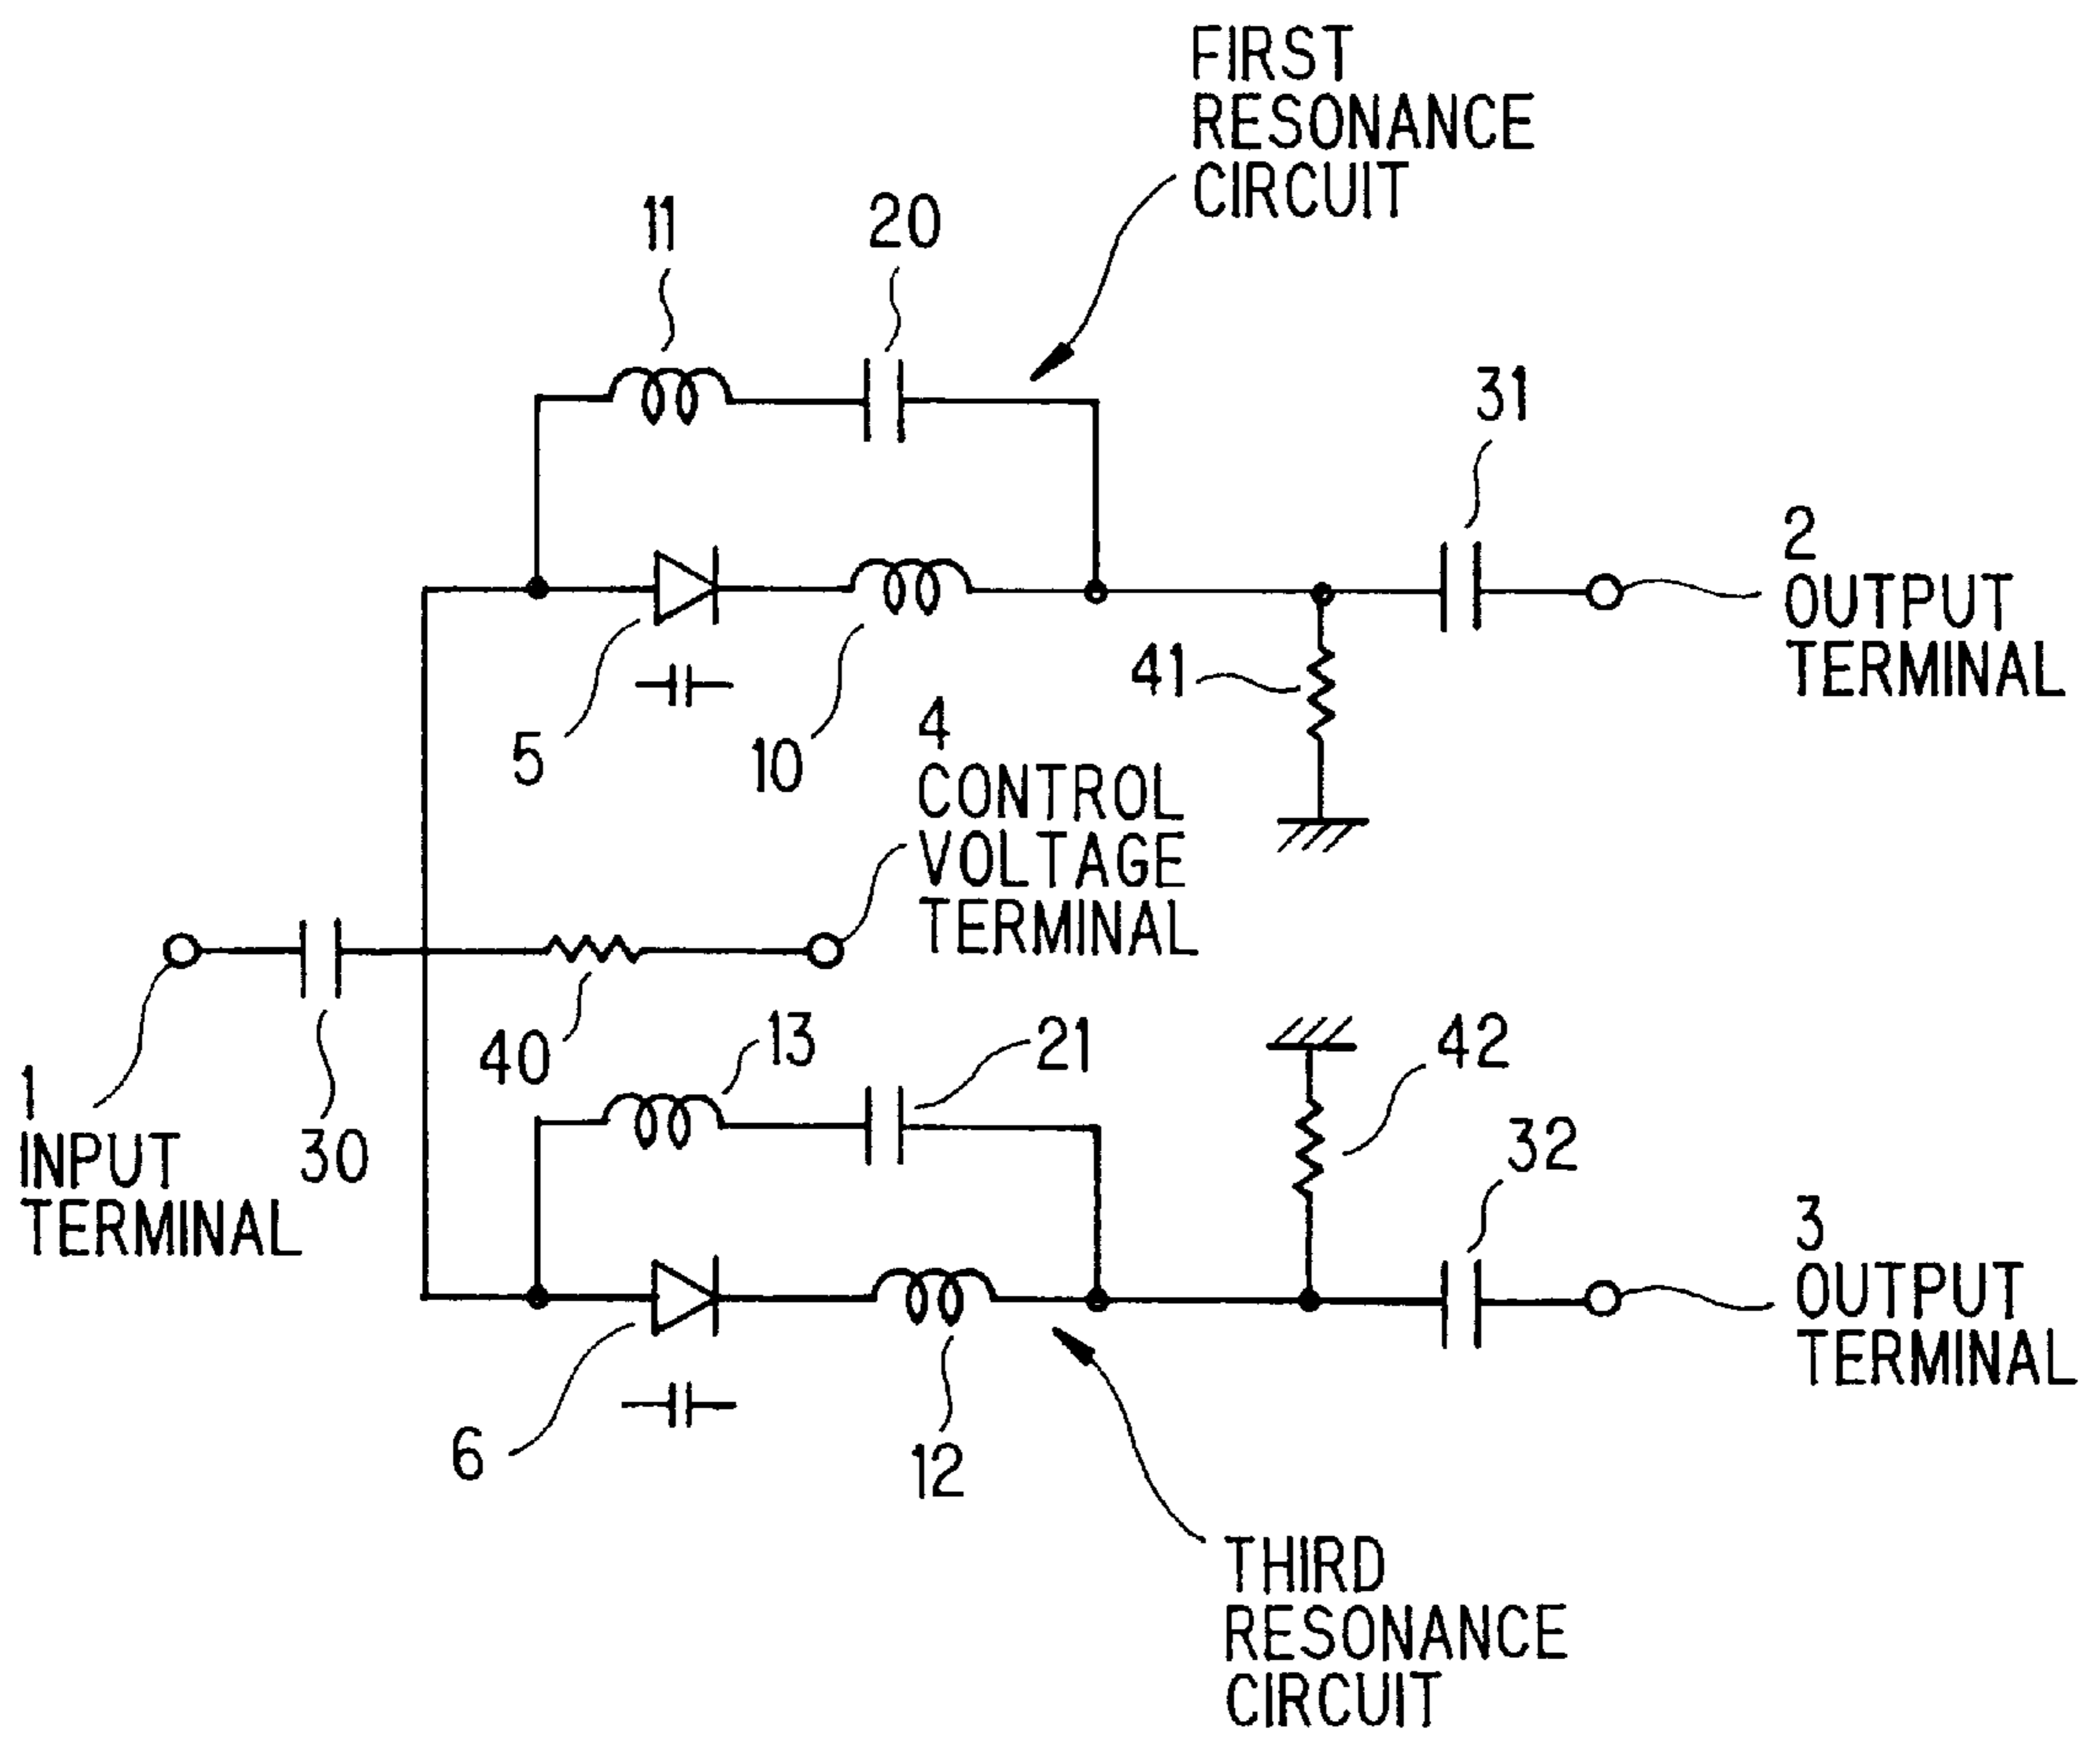 FIRST
RESONANCE
CIRCUIT
11
20
31
2
OUTPUT
TERMINAL
41
5
10
4
CONTROL
VOLTAGE
TERMINAL
40
13
21
42
1
INPUT
TERMINAL
30
32
3
OUTPUT
TERMINAL
6
12
THIRD
RESONANCE
CIRCUIT